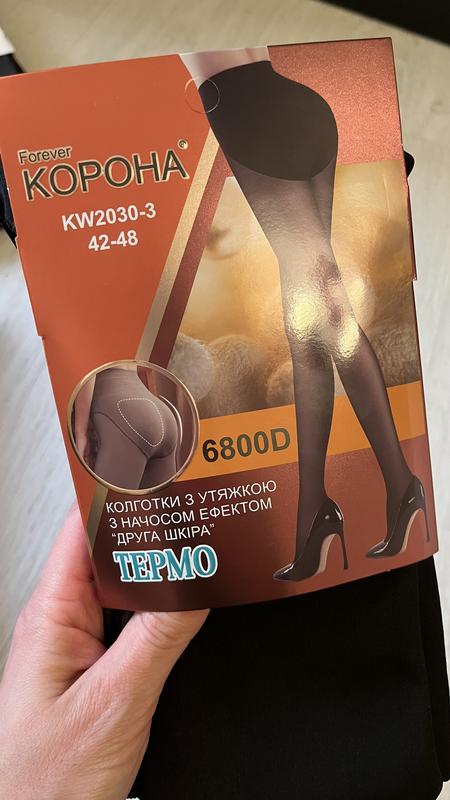 Forever
КОРОНА®
KW2030-3
42-48
6800D
КОЛГОТКИ З УТЯЖКОЮ
З НАЧОСОМ ЕФЕКТОМ
“ДРУГА ШКІРА”
ТЕРМО